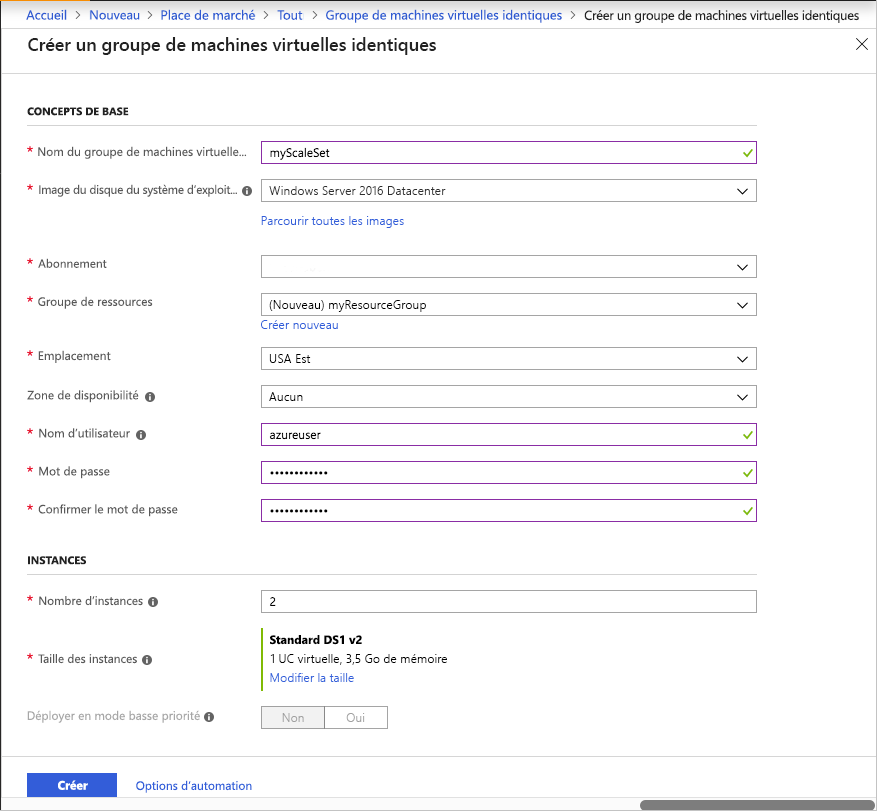 Accueil > Nouveau > Place de marché > Tout > Groupe de machines virtuelles identiques > Créer un groupe de machines virtuelles identiques
Créer un groupe de machines virtuelles identiques
CONCEPTS DE BASE
* Nom du groupe de machines virtuelle... myScaleSet
* Image du disque du système d'exploit... Windows Server 2016 Datacenter
Parcourir toutes les images
* Abonnement
* Groupe de ressources (Nouveau) myResourceGroup
Créer nouveau
* Emplacement USA Est
Zone de disponibilité Aucun
* Nom d'utilisateur azureuser
* Mot de passe ••••••••••••
* Confirmer le mot de passe ••••••••••••
INSTANCES
* Nombre d'instances 2
Standard DS1 v2
* Taille des instances 1 UC virtuelle, 3,5 Go de mémoire
Modifier la taille
Déployer en mode basse priorité Non Oui
Créer Options d'automation